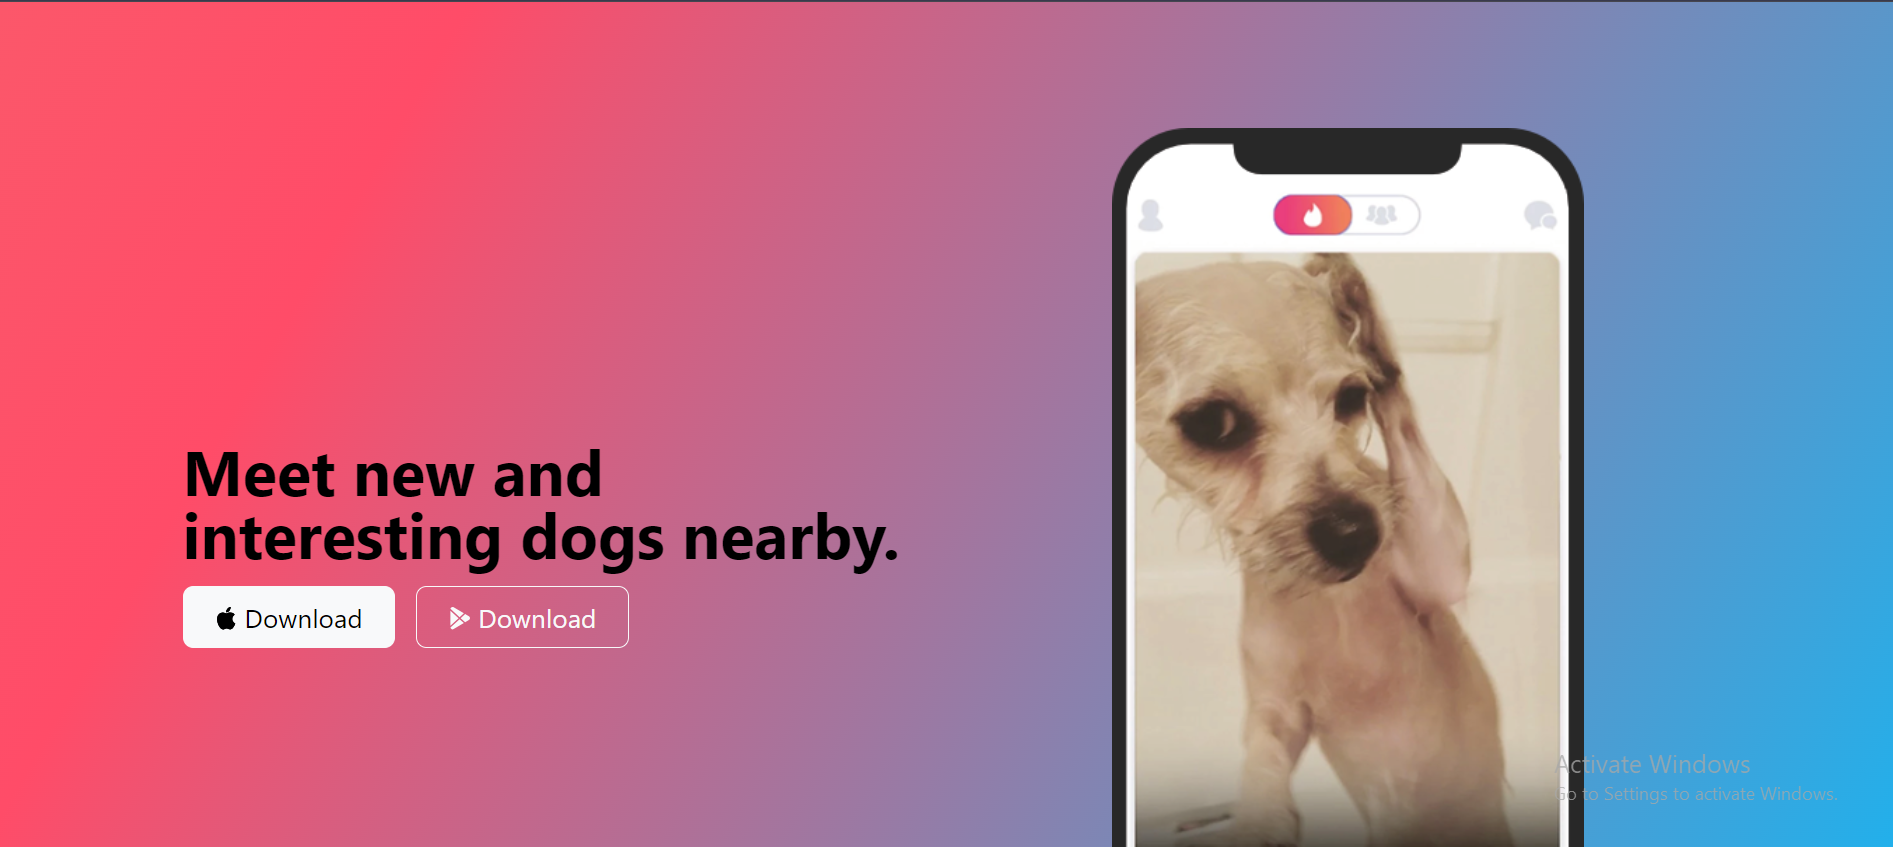 Meet new and
interesting dogs nearby.
Download
Download
Activate Windows
Go to Settings to activate Windows.